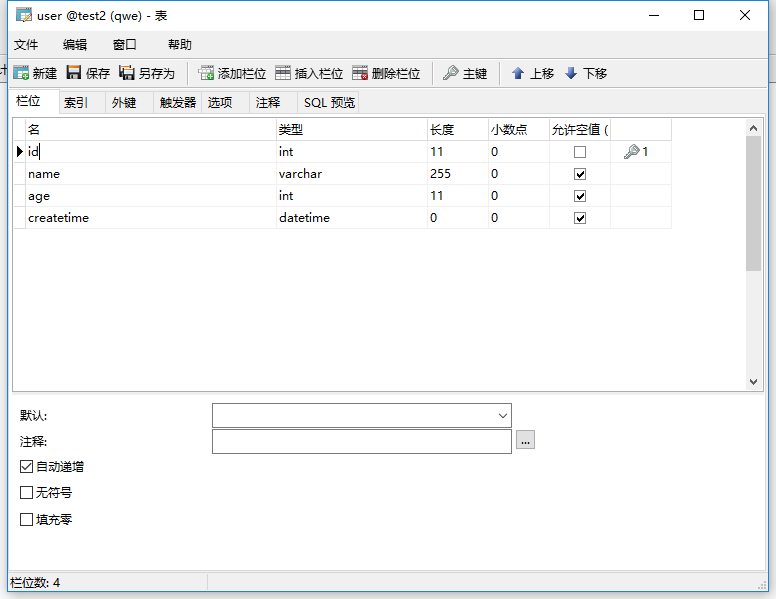 user @test2 (qwe) - 表
文件 编辑 窗口 帮助
新建 保存 另存为 添加栏位 插入栏位 删除栏位 主键 上移 下移
栏位 索引 外键 触发器 选项 注释 SQL 预览
名 类型 长度 小数点 允许空值 (
id int 11 0 1
name varchar 255 0
age int 11 0
createtime datetime 0 0
默认:
注释:
...
自动递增
无符号
填充零
栏位数: 4